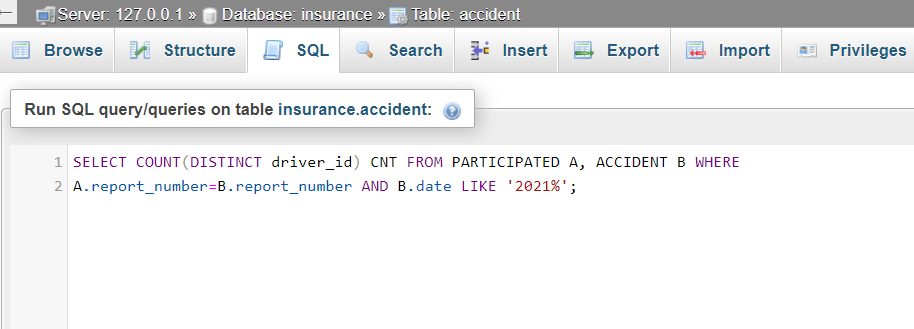 Server: 127.0.0.1 » Database: insurance » Table: accident
Browse Structure SQL Search Insert Export Import Privileges
Run SQL query/queries on table insurance.accident:
1 SELECT COUNT(DISTINCT driver_id) CNT FROM PARTICIPATED A, ACCIDENT B WHERE
2 A.report_number=B.report_number AND B.date LIKE '2021%';